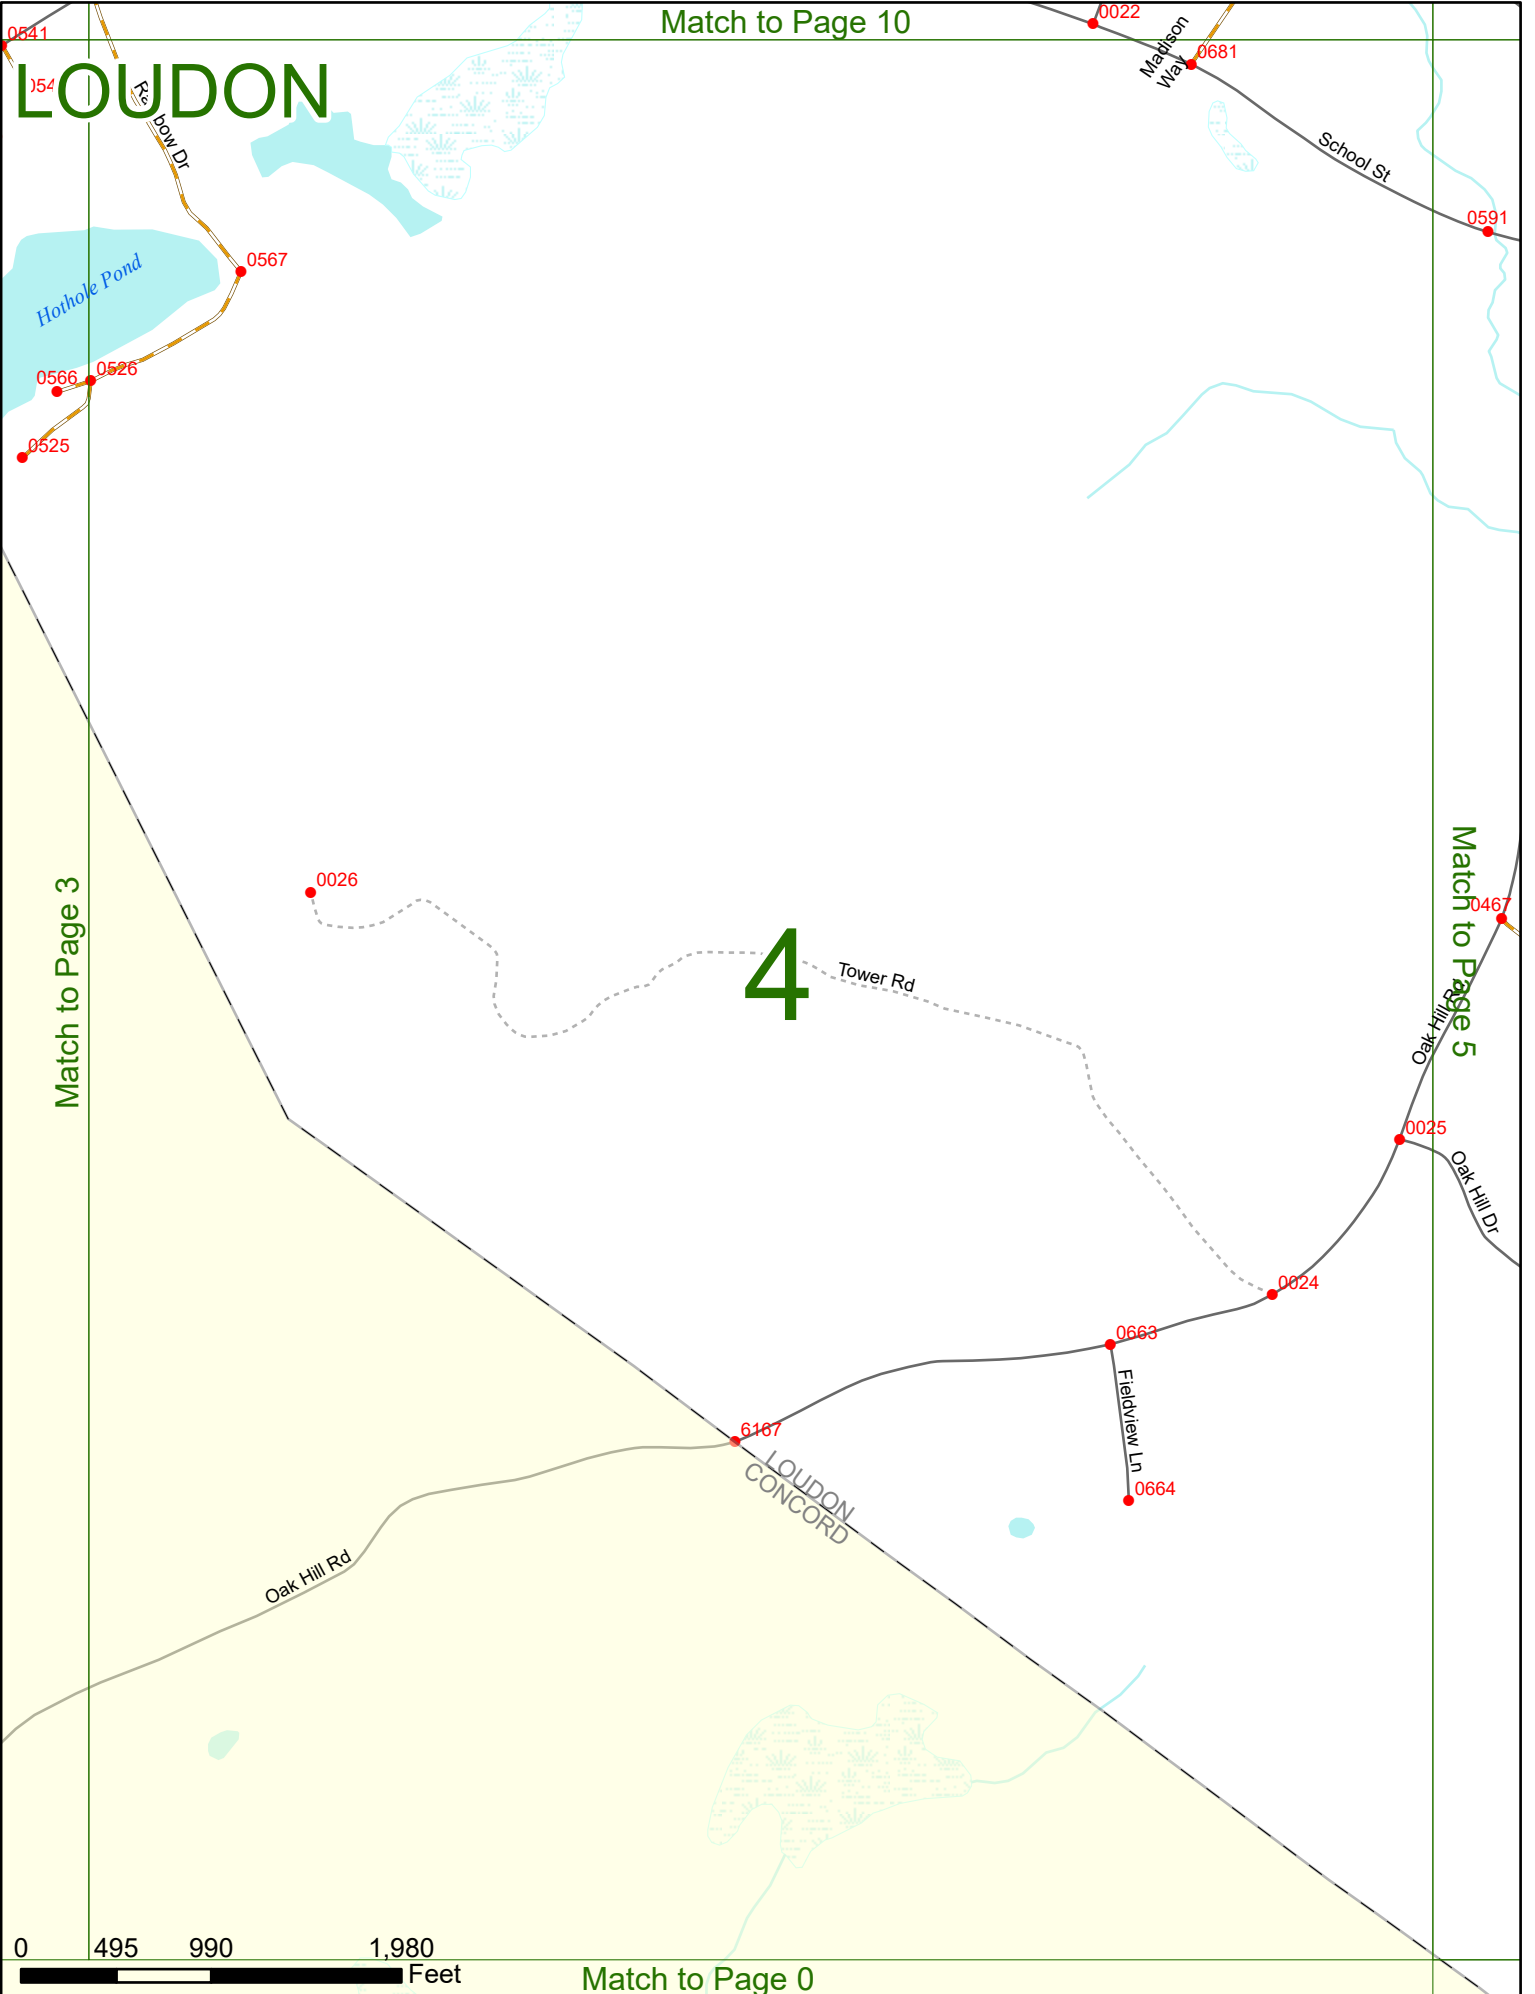 Match to Page 10
0022
0541
Madison
Way
0681
054
LOUDON
bow Dr
School St
0591
0567
Hothole Pond
0566
0526
0525
Match to Page 3
Match to Page 5
0026
0467
4
Tower Rd
Oak Hill Rd
0025
Oak Hill Dr
0024
0663
Fieldview Ln
6167
LOUDON
CONCORD
0664
Oak Hill Rd
0 495 990 1,980
Feet
Match to Page 0